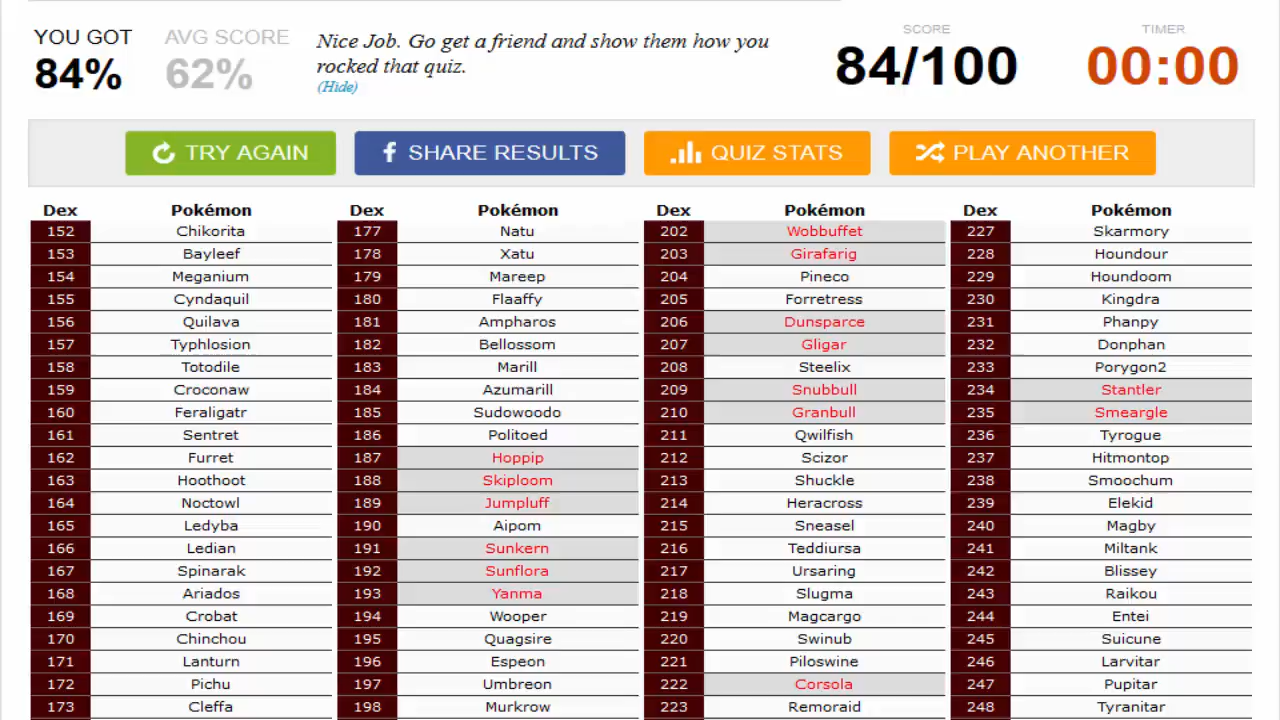 YOU GOT AVG SCORE
84% 62%
Nice Job. Go get a friend and show them how you
rocked that quiz.
(Hide)
SCORE TIMER
84/100 00:00
TRY AGAIN f SHARE RESULTS QUIZ STATS PLAY ANOTHER
Dex Pokémon Dex Pokémon Dex Pokémon Dex Pokémon
152 Chikorita 177 Natu 202 Wobbuffet 227 Skarmory
153 Bayleef 178 Xatu 203 Girafarig 228 Houndour
154 Meganium 179 Mareep 204 Pineco 229 Houndoom
155 Cyndaquil 180 Flaaffy 205 Forretress 230 Kingdra
156 Quilava 181 Ampharos 206 Dunsparce 231 Phanpy
157 Typhlosion 182 Bellossom 207 Gligar 232 Donphan
158 Totodile 183 Marill 208 Steelix 233 Porygon2
159 Croconaw 184 Azumarill 209 Snubbull 234 Stantler
160 Feraligatr 185 Sudowoodo 210 Granbull 235 Smeargle
161 Sentret 186 Politoed 211 Qwilfish 236 Tyrogue
162 Furret 187 Hoppip 212 Scizor 237 Hitmontop
163 Hoothoot 188 Skiploom 213 Shuckle 238 Smoochum
164 Noctowl 189 Jumpluff 214 Heracross 239 Elekid
165 Ledyba 190 Aipom 215 Sneasel 240 Magby
166 Ledian 191 Sunkern 216 Teddiursa 241 Miltank
167 Spinarak 192 Sunflora 217 Ursaring 242 Blissey
168 Ariados 193 Yanma 218 Slugma 243 Raikou
169 Crobat 194 Wooper 219 Magcargo 244 Entei
170 Chinchou 195 Quagsire 220 Swinub 245 Suicune
171 Lanturn 196 Espeon 221 Piloswine 246 Larvitar
172 Pichu 197 Umbreon 222 Corsola 247 Pupitar
173 Cleffa 198 Murkrow 223 Remoraid 248 Tyranitar